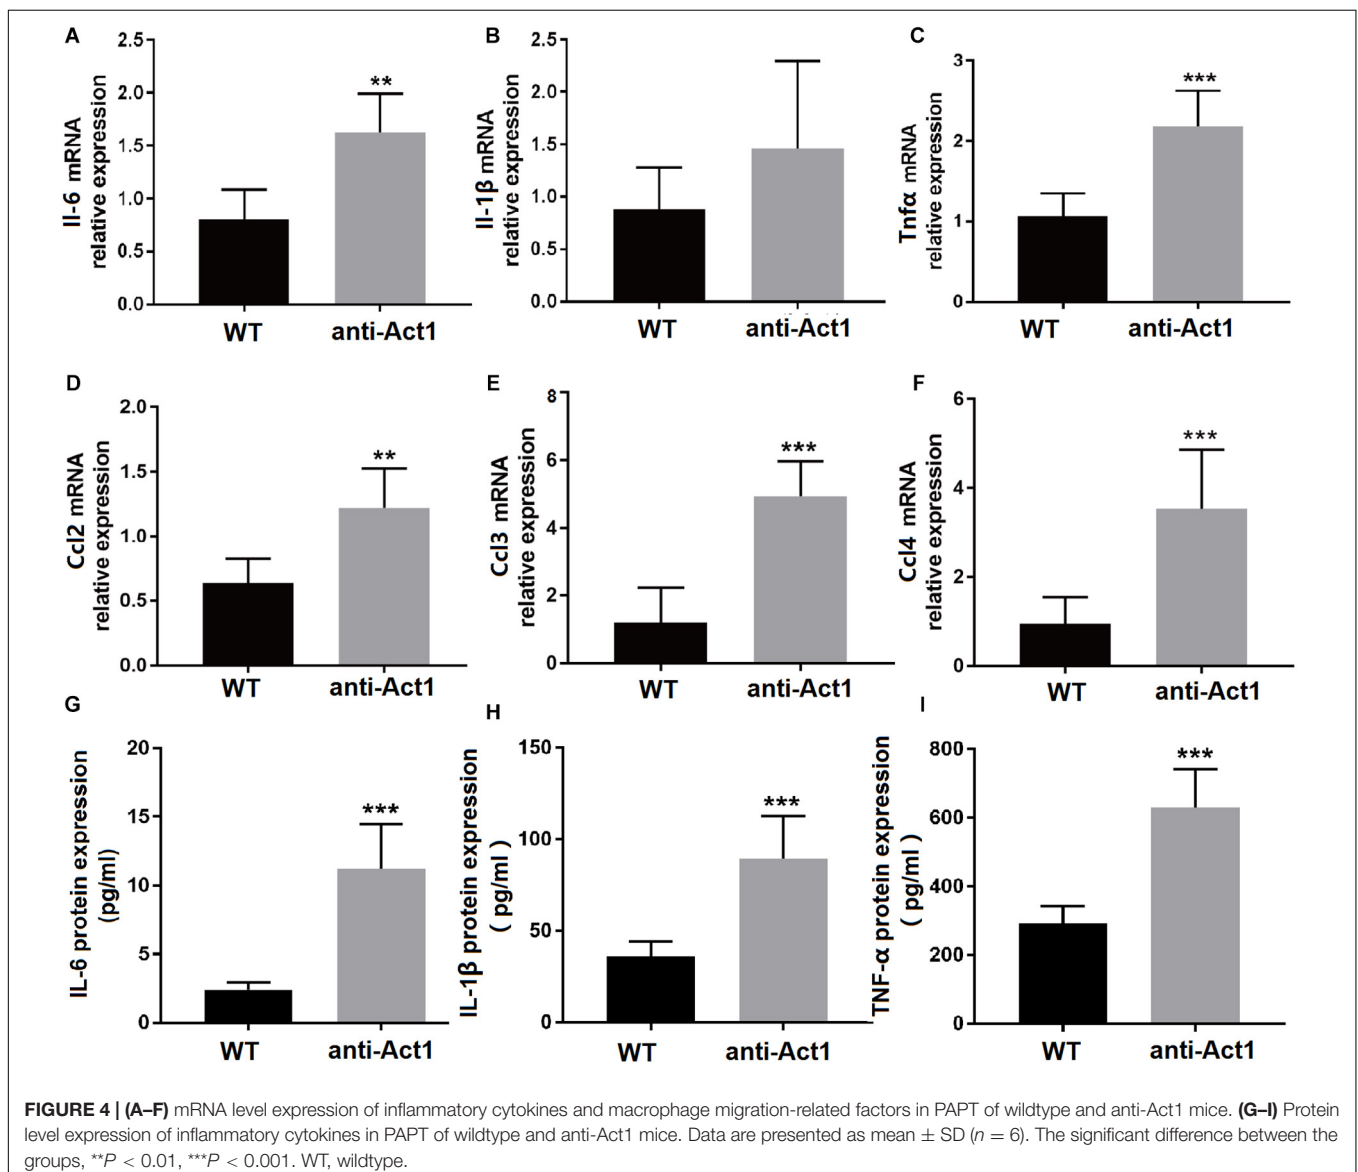 A
2.5
2.0
1.5
1.0
0.5
0.0
Il-6 mRNA
relative expression
**
WT
anti-Act1
B
2.5
2.0
1.5
1.0
0.5
0.0
Il-1β mRNA
relative expression
WT
anti-Act1
C
3
2
1
0
Tnfα mRNA
relative expression
***
WT
anti-Act1
D
2.0
1.5
1.0
0.5
0.0
Ccl2 mRNA
relative expression
**
WT
anti-Act1
E
8
6
4
2
0
Ccl3 mRNA
relative expression
***
WT
anti-Act1
F
6
4
2
0
Ccl4 mRNA
relative expression
***
WT
anti-Act1
G
20
15
10
5
0
IL-6 protein expression
(pg/ml)
***
WT
anti-Act1
H
150
100
50
0
IL-1β protein expression
( pg/ml )
***
WT
anti-Act1
I
800
600
400
200
0
TNF-α protein expression
( pg/ml )
***
WT
anti-Act1
FIGURE 4 | (A–F) mRNA level expression of inflammatory cytokines and macrophage migration-related factors in PAPT of wildtype and anti-Act1 mice. (G–I) Protein
level expression of inflammatory cytokines in PAPT of wildtype and anti-Act1 mice. Data are presented as mean ± SD (n = 6). The significant difference between the
groups, **P < 0.01, ***P < 0.001. WT, wildtype.